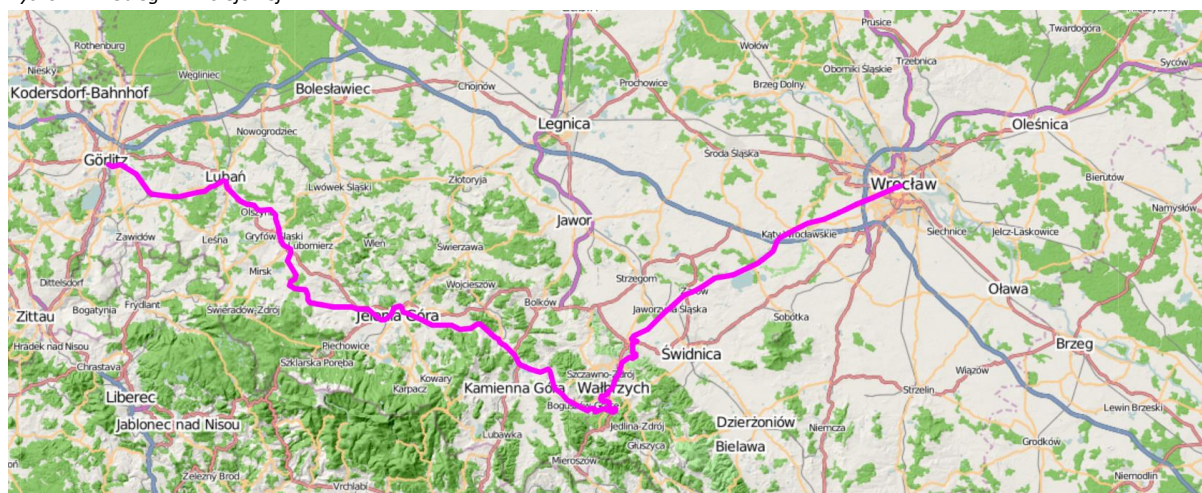 Rothenburg
Niesky
Kodersdorf-Bahnhof
Węgliniec
Bolesławiec
Chojnów
Prochowice
Wołów
Brzeg Dolny
Oborniki Śląskie
Prusice
Trzebnica
Twardogóra
Syców
Nowogrodziec
Görlitz
Lubań
Legnica
Środa Śląska
Wrocław
Oleśnica
Bierutów
Namysłów
Lwówek Śląski
Złotoryja
Zawidów
Leśna
Gryfów Śląski
Lubomierz
Wleń
Świerzawa
Jawor
Kąty Wrocławskie
Siechnice
Jelcz-Laskowice
Mirsk
Wojcieszów
Strzegom
Dittelsdorf
Bogatynia
Frydlant
Świeradów-Zdrój
Bolków
Jaworzyna Śląska
Sobótka
Oława
Zittau
Jelenia Góra
Piechowice
Hrádek nad Nisou
Chrastava
Szklarska Poręba
Karpacz
Kowary
Kamienna Góra
Szczawno-Zdrój
Wałbrzych
Świdnica
Strzelin
Wiązów
Brzeg
Liberec
Jablonec nad Nisou
Lubawka
Jedlina-Zdrój
Głuszyca
Mieroszów
Dzierżoniów
Bielawa
Niemcza
Lewin Brzeski
Grodków
Niemodlin
Železný Brod
Vrchlabí